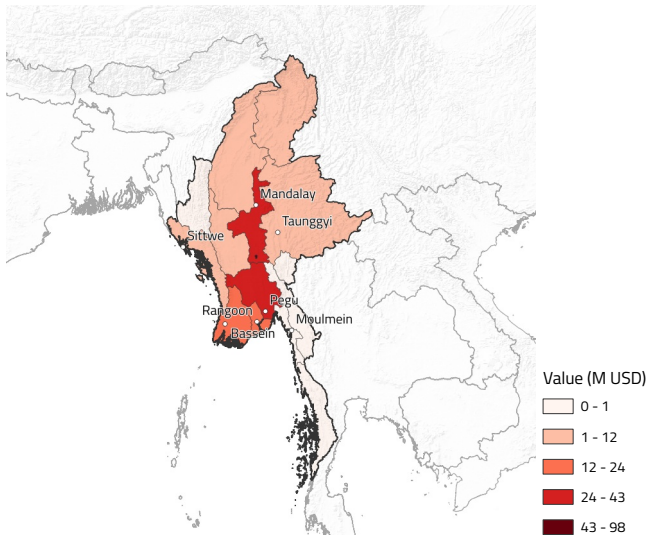 Mandalay
Taunggyi
Sittwe
Pegu
Rangoon
Moulmein
Bassein
Value (M USD)
0 - 1
1 - 12
12 - 24
24 - 43
43 - 98